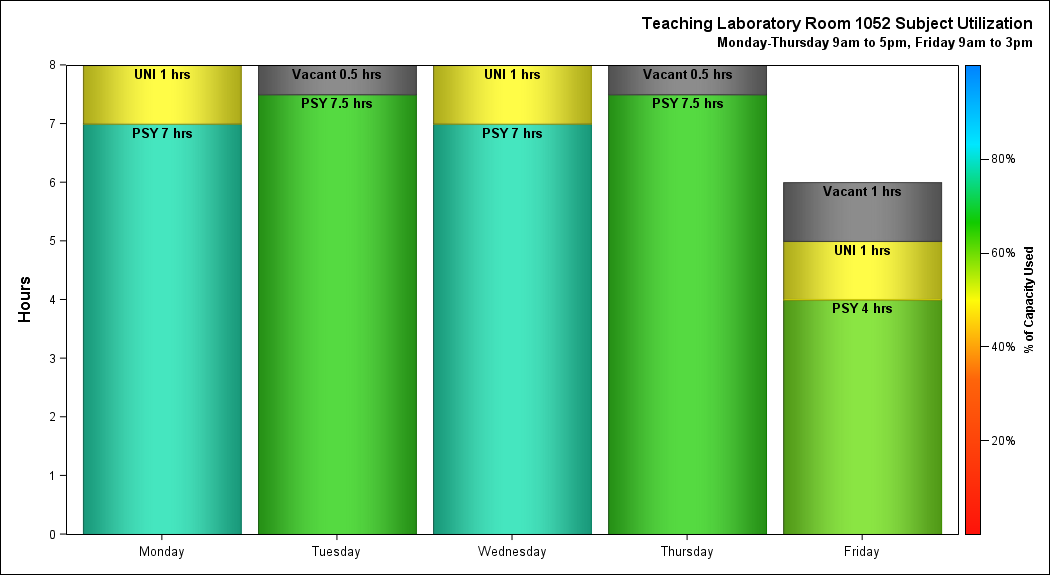 Teaching Laboratory Room 1052 Subject Utilization
Monday-Thursday 9am to 5pm, Friday 9am to 3pm
Hours
8
7
6
5
4
3
2
1
0
UNI 1 hrs
PSY 7 hrs
Vacant 0.5 hrs
PSY 7.5 hrs
UNI 1 hrs
PSY 7 hrs
Vacant 0.5 hrs
PSY 7.5 hrs
Vacant 1 hrs
UNI 1 hrs
PSY 4 hrs
Monday
Tuesday
Wednesday
Thursday
Friday
80%
60%
40%
20%
% of Capacity Used